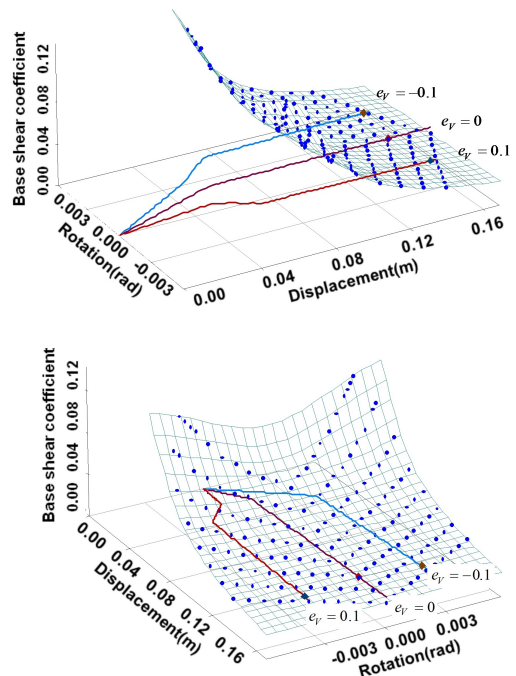 Base shear coefficient
0.12
0.08
0.04
0.00
0.003
0.000
-0.003
Rotation(rad)
0.00
0.04
0.08
0.12
0.16
Displacement(m)
e_V = −0.1
e_V = 0
e_V = 0.1
Base shear coefficient
0.12
0.08
0.04
0.00
0.00
0.04
0.08
0.12
0.16
Displacement(m)
-0.003
0.000
0.003
Rotation(rad)
e_V = −0.1
e_V = 0
e_V = 0.1